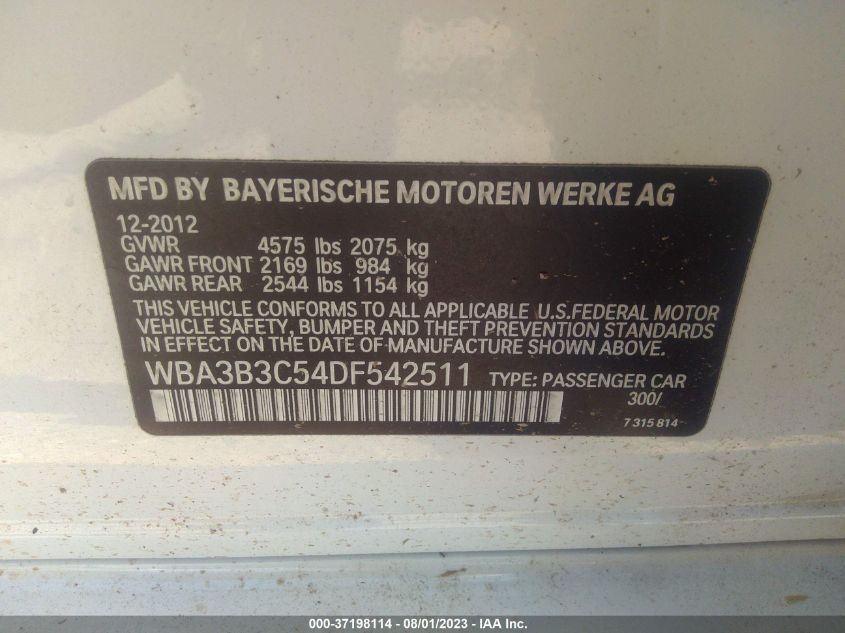 MFD BY BAYERISCHE MOTOREN WERKE AG
12-2012
GVWR 4575 lbs 2075 kg
GAWR FRONT 2169 lbs 984 kg
GAWR REAR 2544 lbs 1154 kg
THIS VEHICLE CONFORMS TO ALL APPLICABLE U.S.FEDERAL MOTOR
VEHICLE SAFETY, BUMPER AND THEFT PREVENTION STANDARDS
IN EFFECT ON THE DATE OF MANUFACTURE SHOWN ABOVE.
WBA3B3C54DF542511 TYPE: PASSENGER CAR
300/
7 315 814
000-37198114 - 08/01/2023 - IAA Inc.